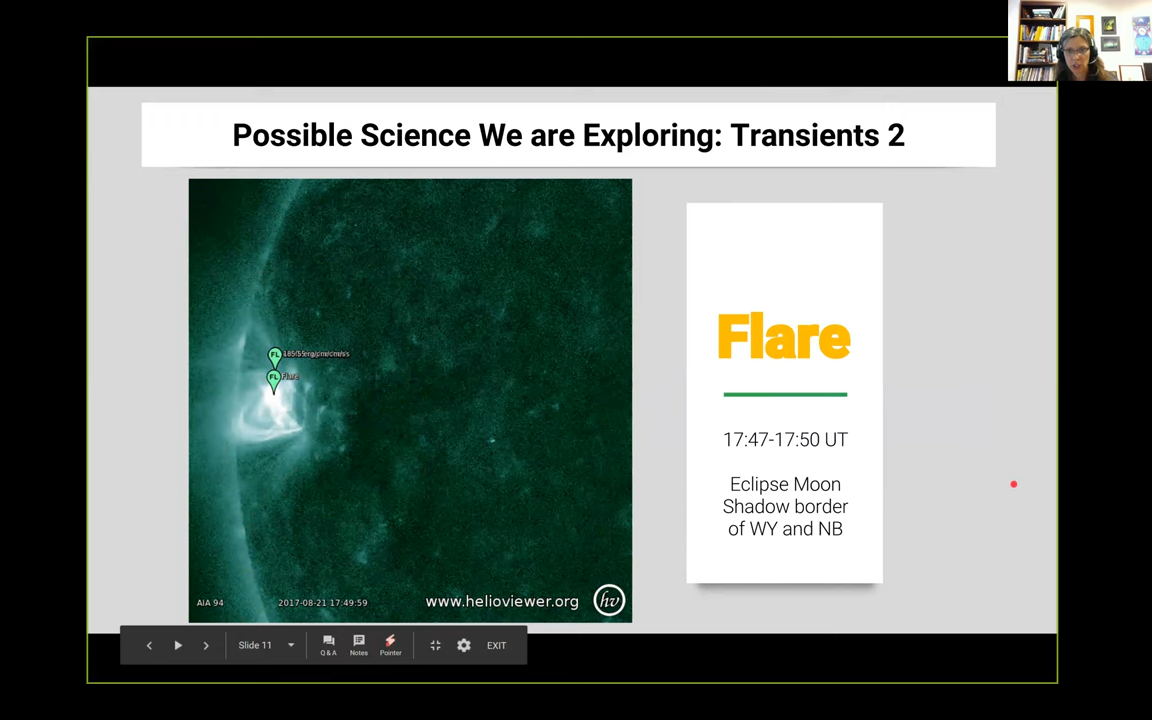 Possible Science We are Exploring: Transients 2
FL
FL Flare
Flare
17:47-17:50 UT
Eclipse Moon
Shadow border
of WY and NB
AIA 94
2017-08-21 17:49:59
www.helioviewer.org
hv
Slide 11
Q & A
Notes
Pointer
EXIT